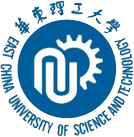 華東理工大學
EAST CHINA UNIVERSITY OF SCIENCE AND TECHNOLOGY